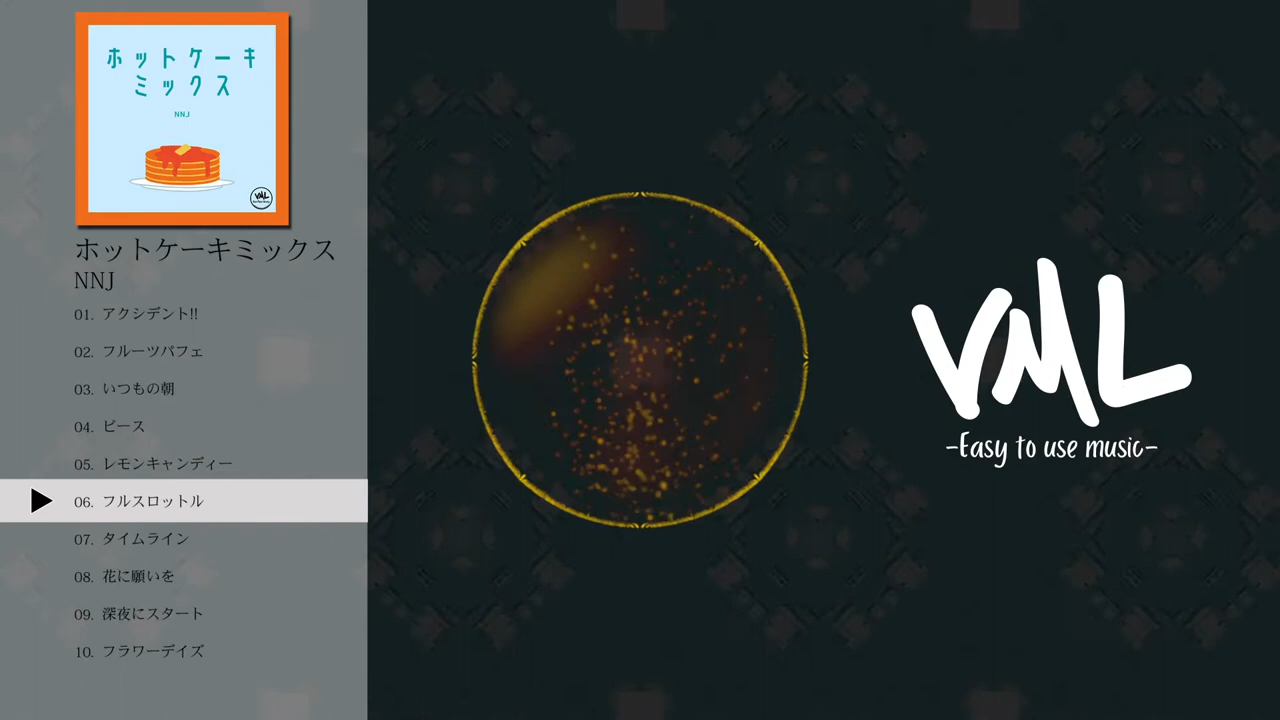 ホットケーキ
ミックス
NNJ
VML
ホットケーキミックス
NNJ
01. アクシデント!!
02. フルーツパフェ
03. いつもの朝
04. ピース
05. レモンキャンディー
06. フルスロットル
07. タイムライン
08. 花に願いを
09. 深夜にスタート
10. フラワーデイズ
VML
-Easy to use music-